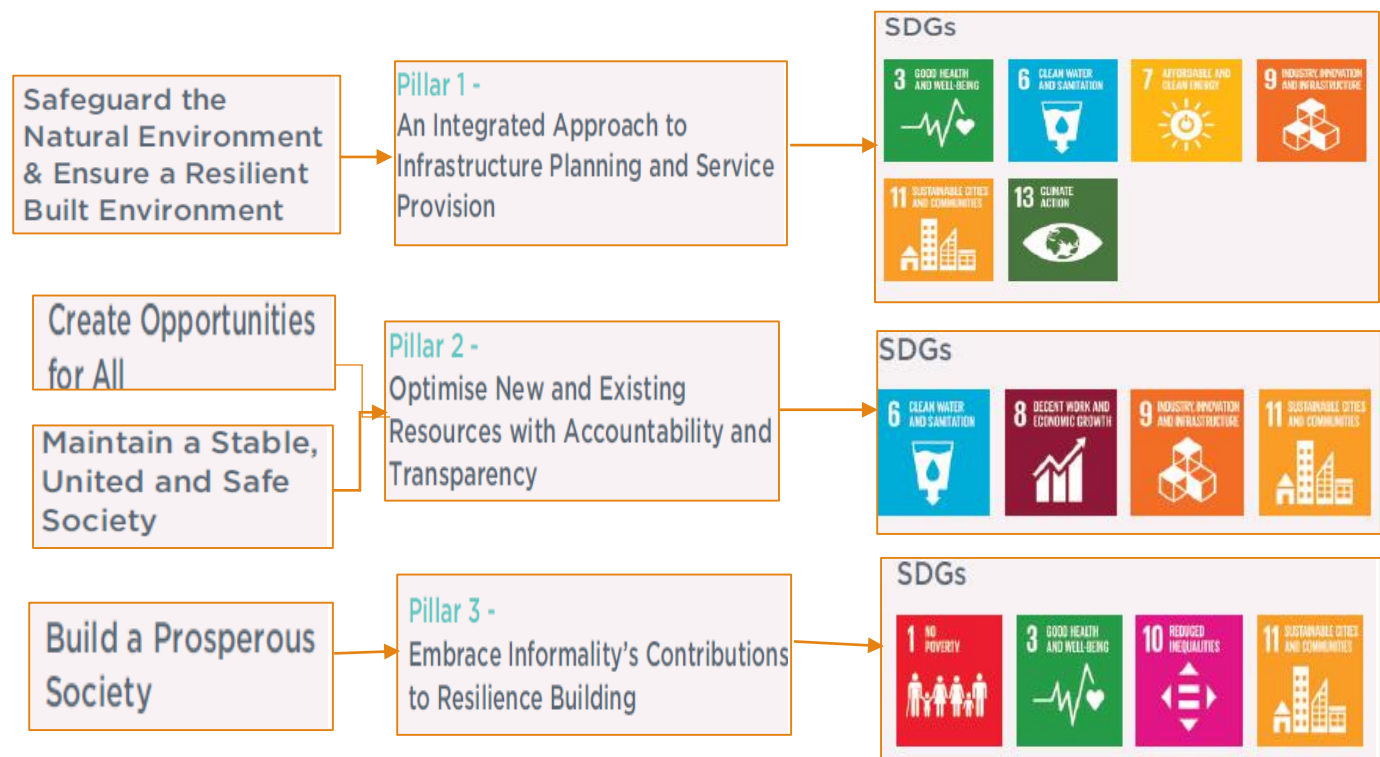 Safeguard the
Natural Environment
& Ensure a Resilient
Built Environment
Pillar 1 -
An Integrated Approach to
Infrastructure Planning and Service
Provision
SDGs
3 GOOD HEALTH
AND WELL-BEING
6 CLEAN WATER
AND SANITATION
7 AFFORDABLE AND
CLEAN ENERGY
9 INDUSTRY, INNOVATION
AND INFRASTRUCTURE
11 SUSTAINABLE CITIES
AND COMMUNITIES
13 CLIMATE
ACTION
Create Opportunities
for All
Maintain a Stable,
United and Safe
Society
Pillar 2 -
Optimise New and Existing
Resources with Accountability and
Transparency
SDGs
6 CLEAN WATER
AND SANITATION
8 DECENT WORK AND
ECONOMIC GROWTH
9 INDUSTRY, INNOVATION
AND INFRASTRUCTURE
11 SUSTAINABLE CITIES
AND COMMUNITIES
Build a Prosperous
Society
Pillar 3 -
Embrace Informality's Contributions
to Resilience Building
SDGs
1 NO
POVERTY
3 GOOD HEALTH
AND WELL-BEING
10 REDUCED
INEQUALITIES
11 SUSTAINABLE CITIES
AND COMMUNITIES